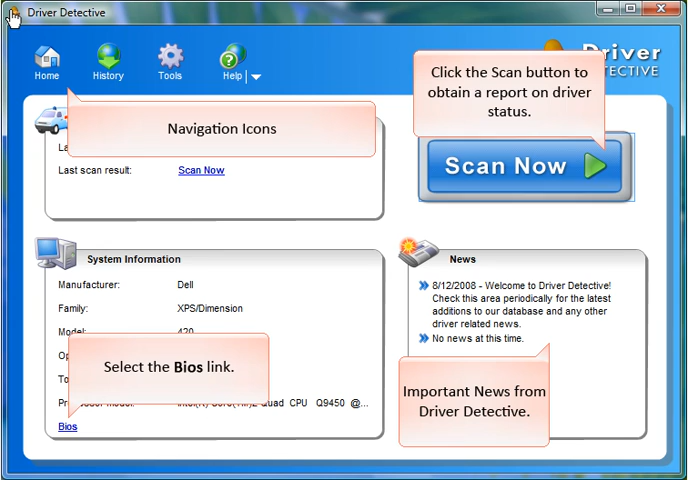 Driver Detective
Home
History
Tools
Help
Driver
DETECTIVE
Click the Scan button to
obtain a report on driver
status.
Navigation Icons
Last scan result: Scan Now
Scan Now
System Information
Manufacturer: Dell
Family: XPS/Dimension
Model: 420
Select the Bios link.
Quad CPU Q9450 @...
Bios
News
8/12/2008 - Welcome to Driver Detective!
Check this area periodically for the latest
additions to our database and any other
driver related news.
No news at this time.
Important News from
Driver Detective.